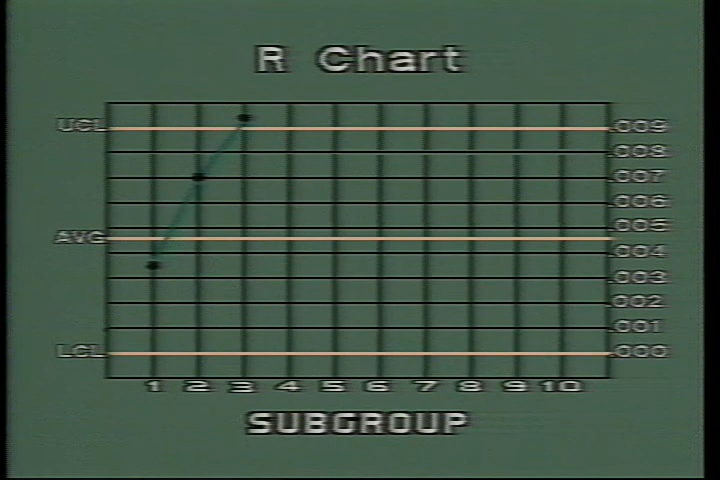 R Chart
UCL .009
.008
.007
.006
.005
AVG
.004
.003
.002
.001
LCL .000
1 2 3 4 5 6 7 8 9 10
SUBGROUP